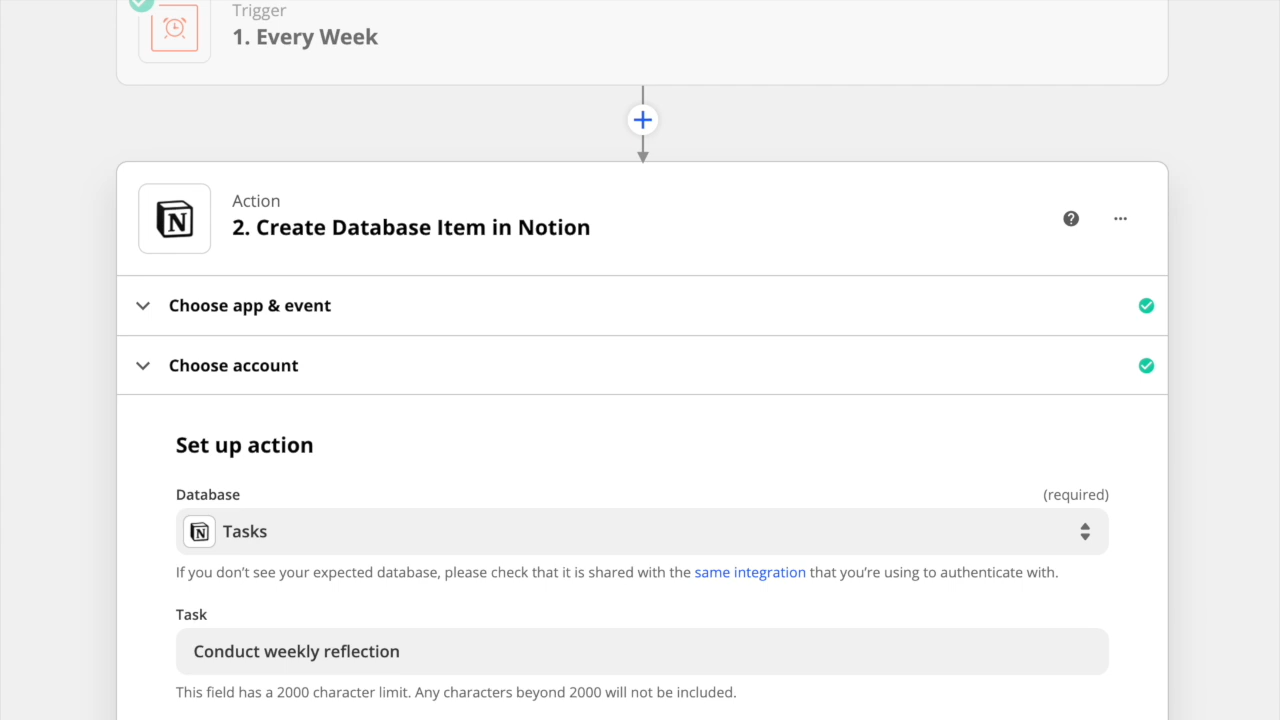 Trigger
1. Every Week
Action
2. Create Database Item in Notion
Choose app & event
Choose account
Set up action
Database (required)
Tasks
If you don’t see your expected database, please check that it is shared with the same integration that you’re using to authenticate with.
Task
Conduct weekly reflection
This field has a 2000 character limit. Any characters beyond 2000 will not be included.